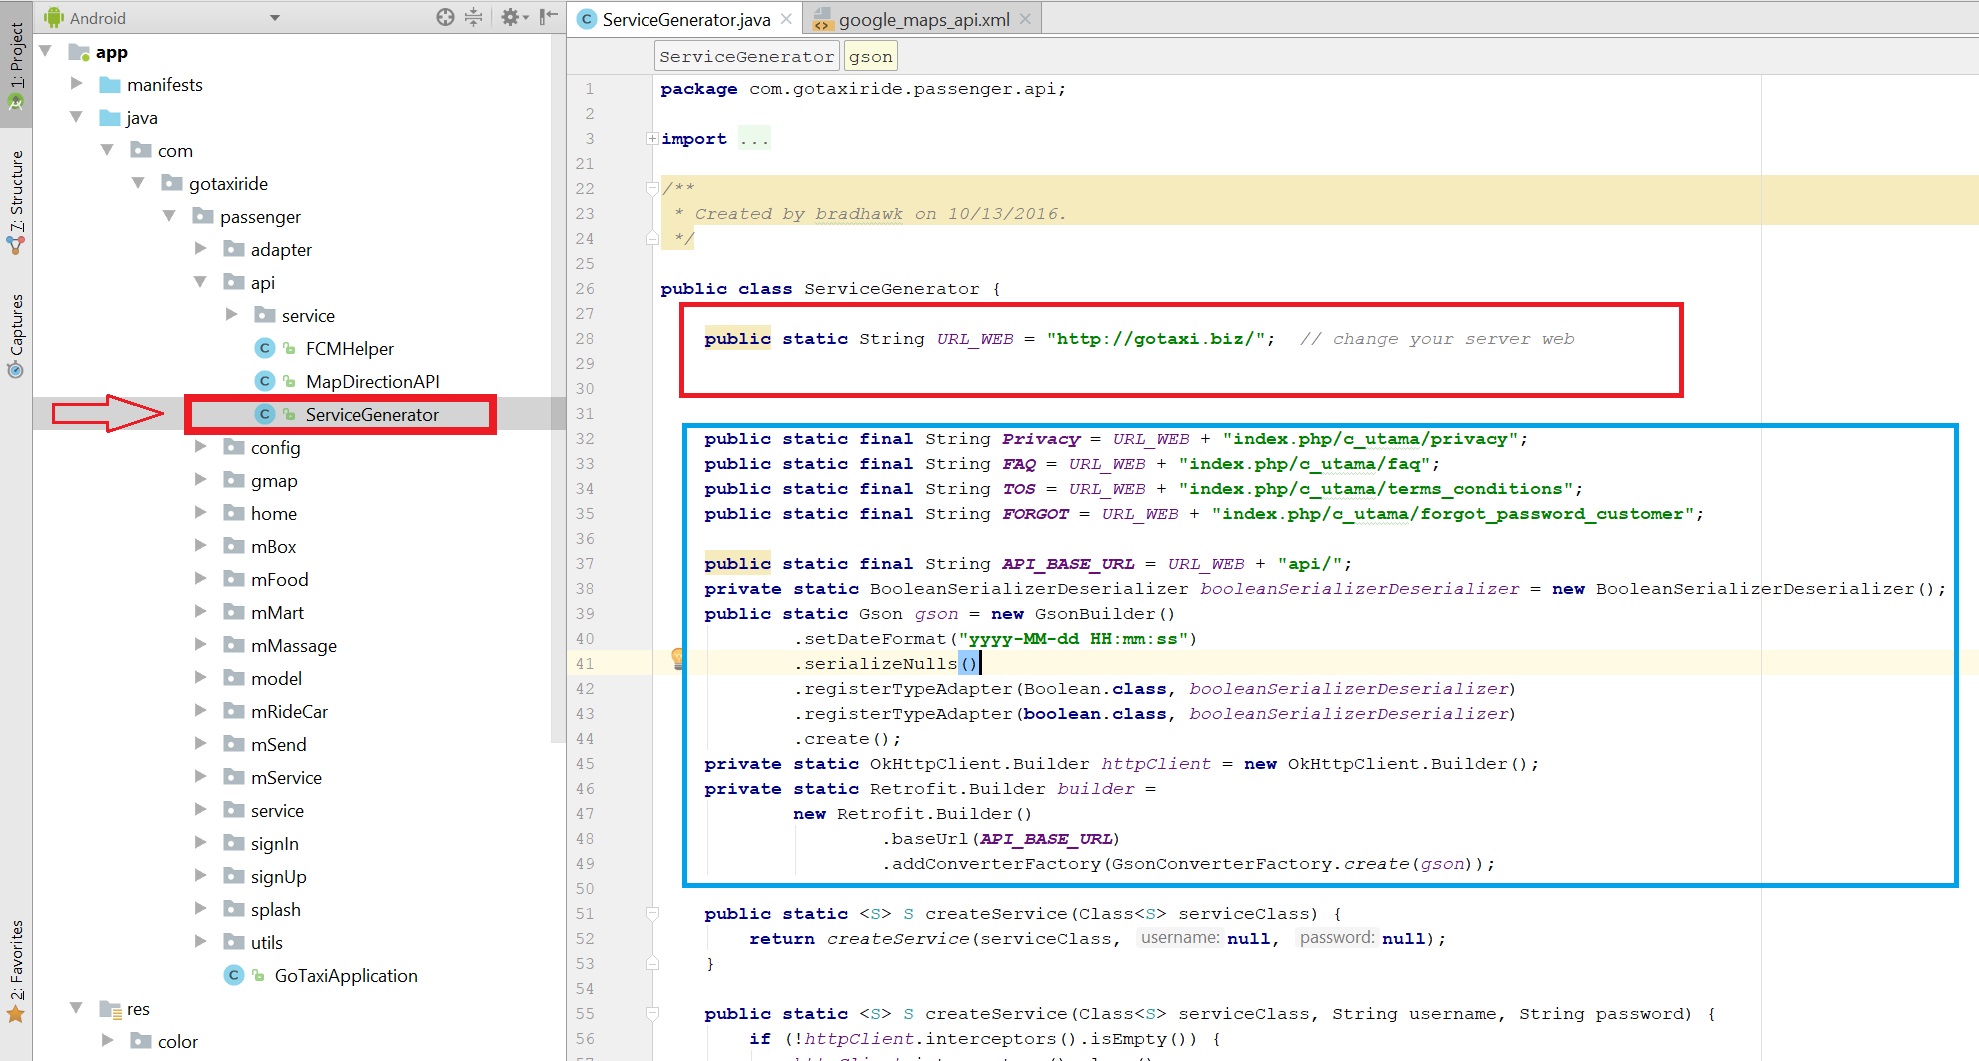 1: Project
7: Structure
Captures
2: Favorites
Android
app
manifests
java
com
gotaxiride
passenger
adapter
api
service
FCMHelper
MapDirectionAPI
ServiceGenerator
config
gmap
home
mBox
mFood
mMart
mMassage
model
mRideCar
mSend
mService
service
signIn
signUp
splash
utils
GoTaxiApplication
res
color
ServiceGenerator.java
google_maps_api.xml
ServiceGenerator gson
1 package com.gotaxiride.passenger.api;
2
3 import ...
21
22 /**
23 * Created by bradhawk on 10/13/2016.
24 */
25
26 public class ServiceGenerator {
27
28 public static String URL_WEB = "http://gotaxi.biz/"; // change your server web
29
30
31
32 public static final String Privacy = URL_WEB + "index.php/c_utama/privacy";
33 public static final String FAQ = URL_WEB + "index.php/c_utama/faq";
34 public static final String TOS = URL_WEB + "index.php/c_utama/terms_conditions";
35 public static final String FORGOT = URL_WEB + "index.php/c_utama/forgot_password_customer";
36
37 public static final String API_BASE_URL = URL_WEB + "api/";
38 private static BooleanSerializerDeserializer booleanSerializerDeserializer = new BooleanSerializerDeserializer();
39 public static Gson gson = new GsonBuilder()
40 .setDateFormat("yyyy-MM-dd HH:mm:ss")
41 .serializeNulls()
42 .registerTypeAdapter(Boolean.class, booleanSerializerDeserializer)
43 .registerTypeAdapter(boolean.class, booleanSerializerDeserializer)
44 .create();
45 private static OkHttpClient.Builder httpClient = new OkHttpClient.Builder();
46 private static Retrofit.Builder builder =
47 new Retrofit.Builder()
48 .baseUrl(API_BASE_URL)
49 .addConverterFactory(GsonConverterFactory.create(gson));
50
51 public static <S> S createService(Class<S> serviceClass) {
52 return createService(serviceClass, username: null, password: null);
53 }
54
55 public static <S> S createService(Class<S> serviceClass, String username, String password) {
56 if (!httpClient.interceptors().isEmpty()) {